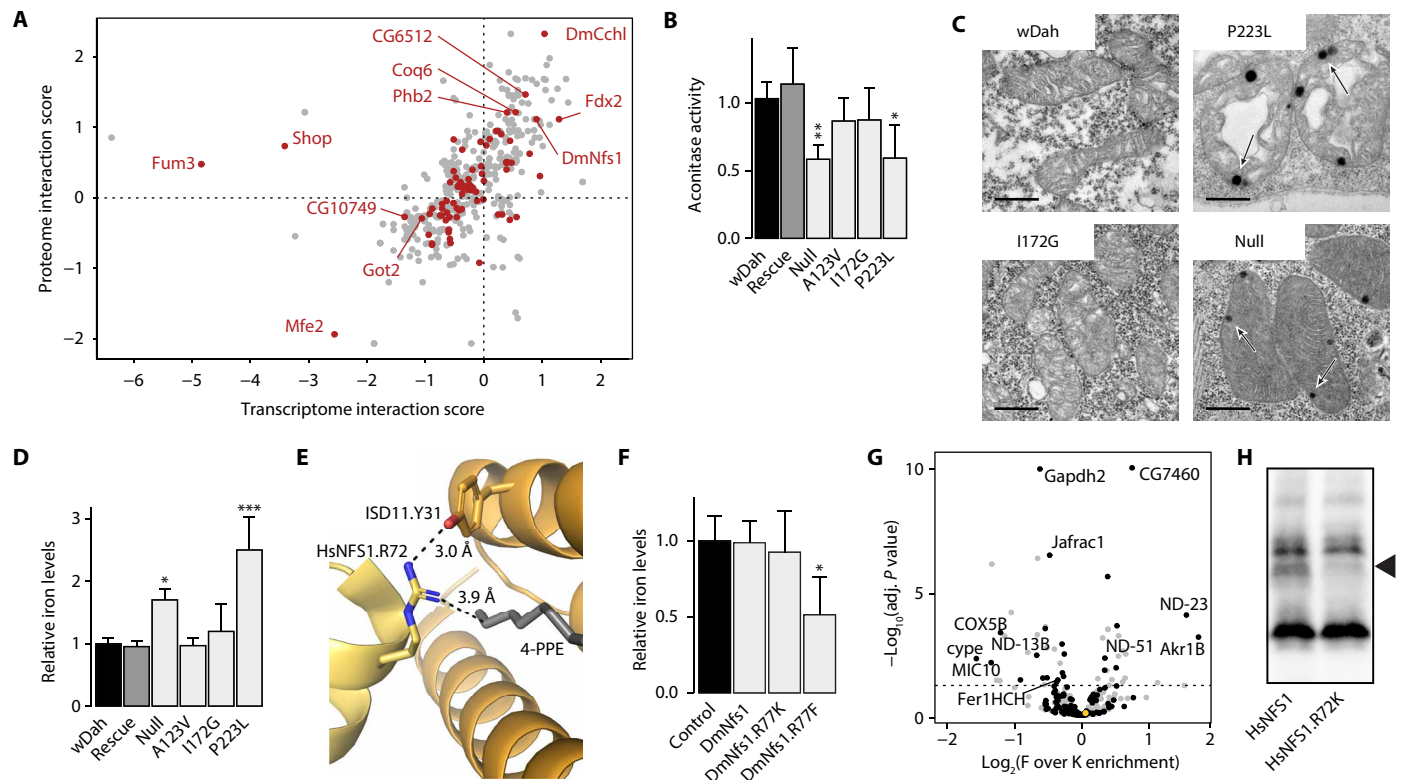 A
CG6512
DmCchl
Coq6
Phb2
Fdx2
Shop
Fum3
DmNfs1
CG10749
Got2
Mfe2
2
1
0
−1
−2
Proteome interaction score
−6 −5 −4 −3 −2 −1 0 1 2
Transcriptome interaction score
B
Aconitase activity
1.0
0.5
0.0
**
*
wDah
Rescue
Null
A123V
I172G
P223L
C
wDah
P223L
I172G
Null
D
Relative iron levels
3
2
1
0
*
***
wDah
Rescue
Null
A123V
I172G
P223L
E
ISD11.Y31
HsNFS1.R72
3.0 Å
3.9 Å
4-PPE
F
Relative iron levels
1.0
0.5
0.0
*
Control
DmNfs1
DmNfs1.R77K
DmNfs1.R77F
G
−Log10(adj. P value)
10
5
0
Gapdh2
CG7460
Jafrac1
ND-23
COX5B
ND-13B
ND-51
cype
Akr1B
MIC10
Fer1HCH
−2 −1 0 1 2
Log2(F over K enrichment)
H
HsNFS1
HsNFS1.R72K